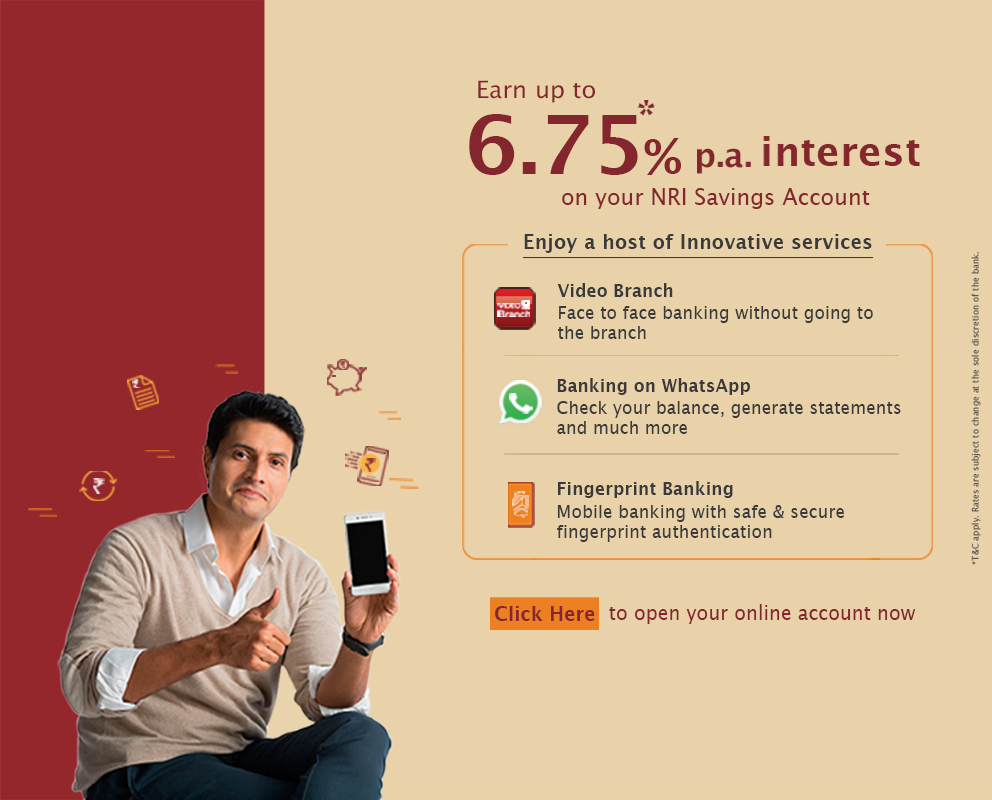 Earn up to
6.75*% p.a. interest
on your NRI Savings Account
Enjoy a host of Innovative services
VIDEO
Branch
Video Branch
Face to face banking without going to
the branch
Banking on WhatsApp
Check your balance, generate statements
and much more
Fingerprint Banking
Mobile banking with safe & secure
fingerprint authentication
Click Here to open your online account now
*T&C apply. Rates are subject to change at the sole discretion of the bank.
₹
₹
₹
₹